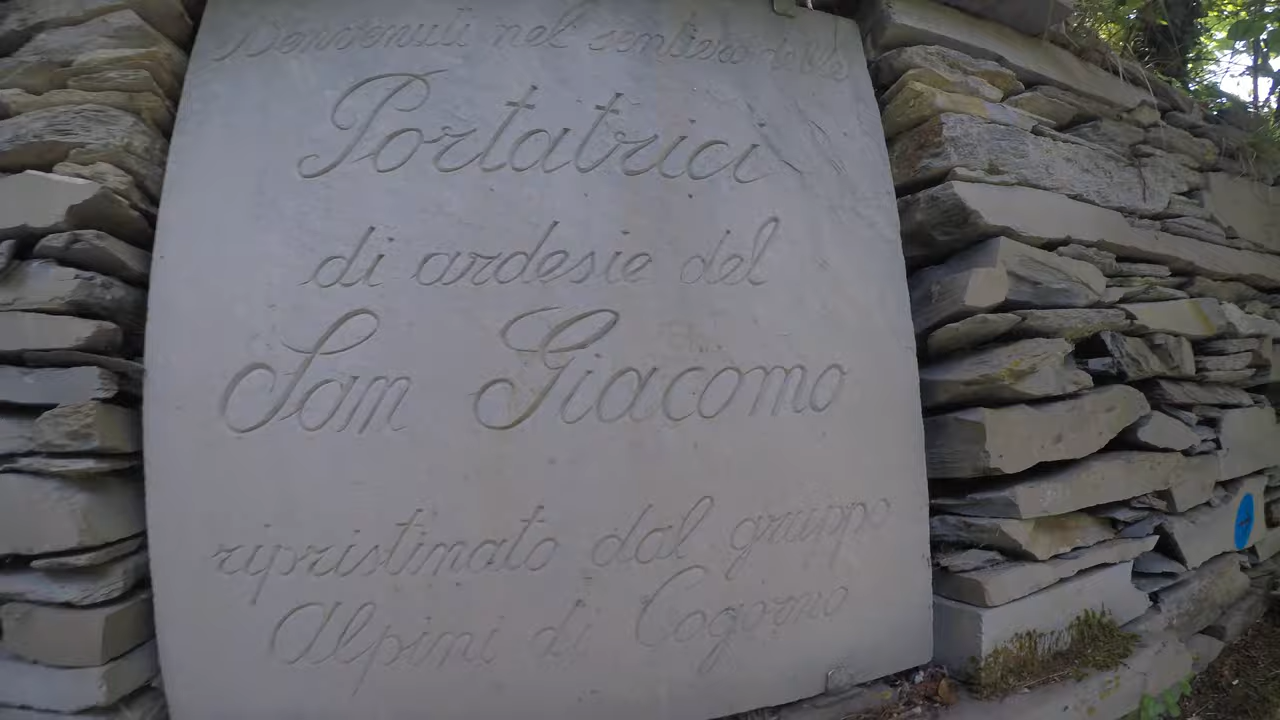 Benvenuti nel sentiero delle
Portatrici
di ardesie del
San Giacomo
ripristinato dal gruppo
Alpini di Cogorno